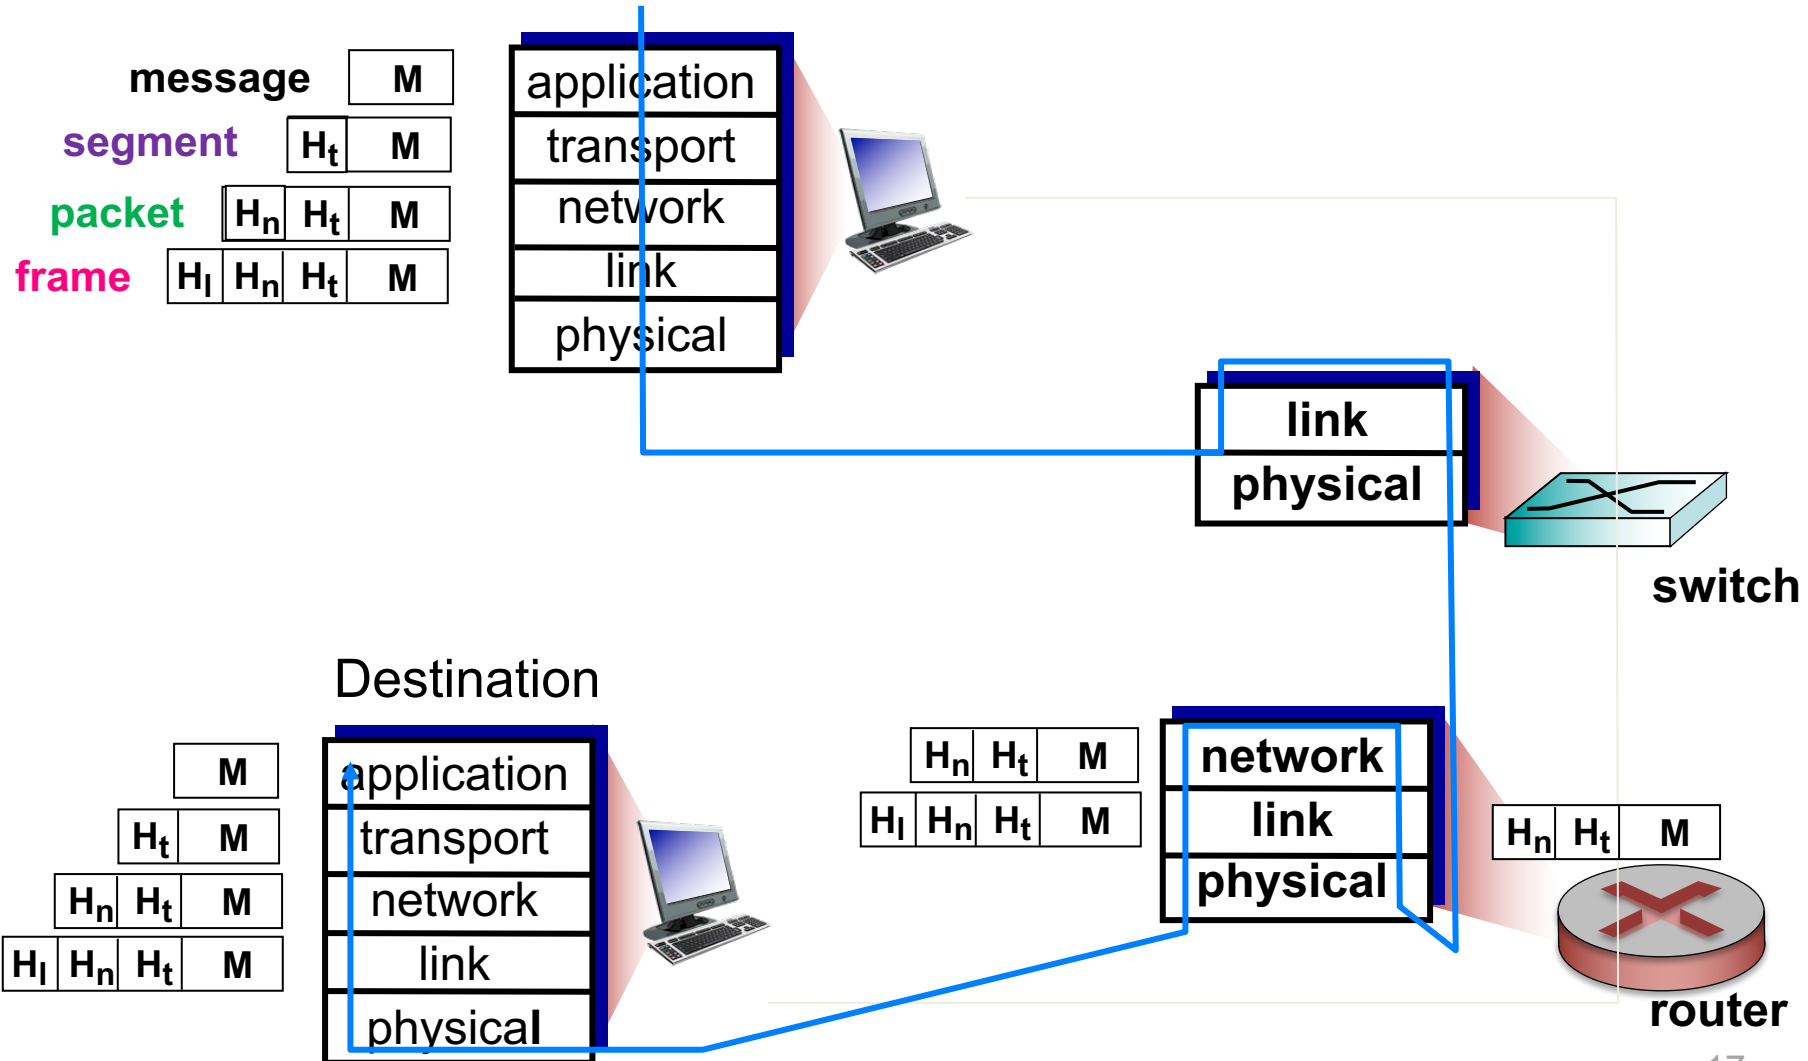 message M
segment Ht M
packet Hn Ht M
frame Hl Hn Ht M
application
transport
network
link
physical
link
physical
switch
Destination
M
Ht M
Hn Ht M
Hl Hn Ht M
application
transport
network
link
physical
Hn Ht M
Hl Hn Ht M
network
link
physical
Hn Ht M
router
17